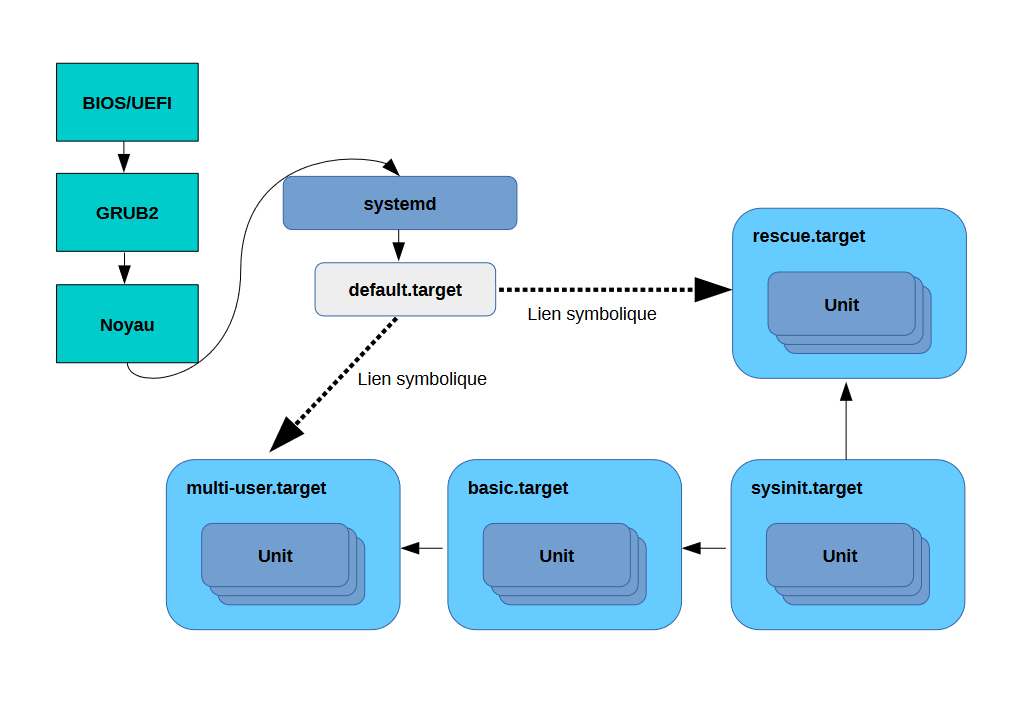 BIOS/UEFI
GRUB2
Noyau
systemd
default.target
Lien symbolique
Lien symbolique
rescue.target
Unit
multi-user.target
Unit
basic.target
Unit
sysinit.target
Unit